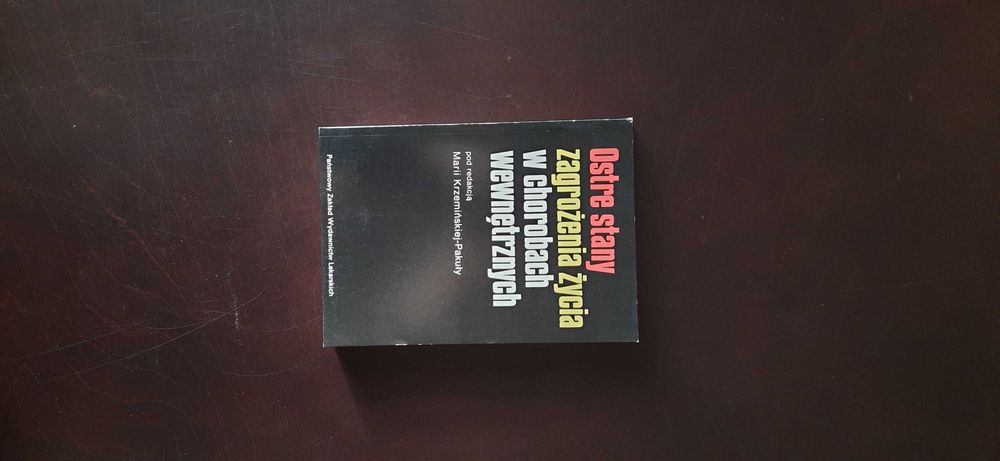 Ostre stany
zagrożenia życia
w chorobach
wewnętrznych
pod redakcją
Marii Krzemińskiej-Pakuły
Państwowy Zakład Wydawnictw Lekarskich